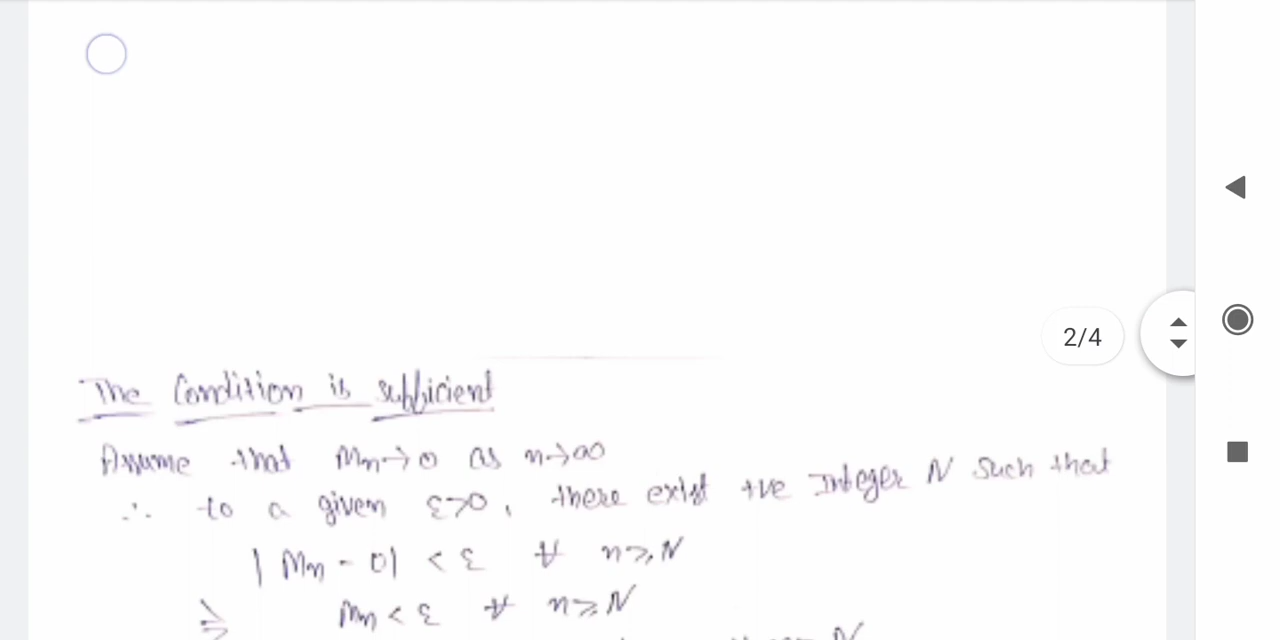 2/4
The Condition is sufficient
Assume that Mn→0 as n→∞
∴ to a given ε>0, there exist +ve Integer N such that
|Mn - 0| < ε ∀ n≥N
⇒ Mn < ε ∀ n≥N
N